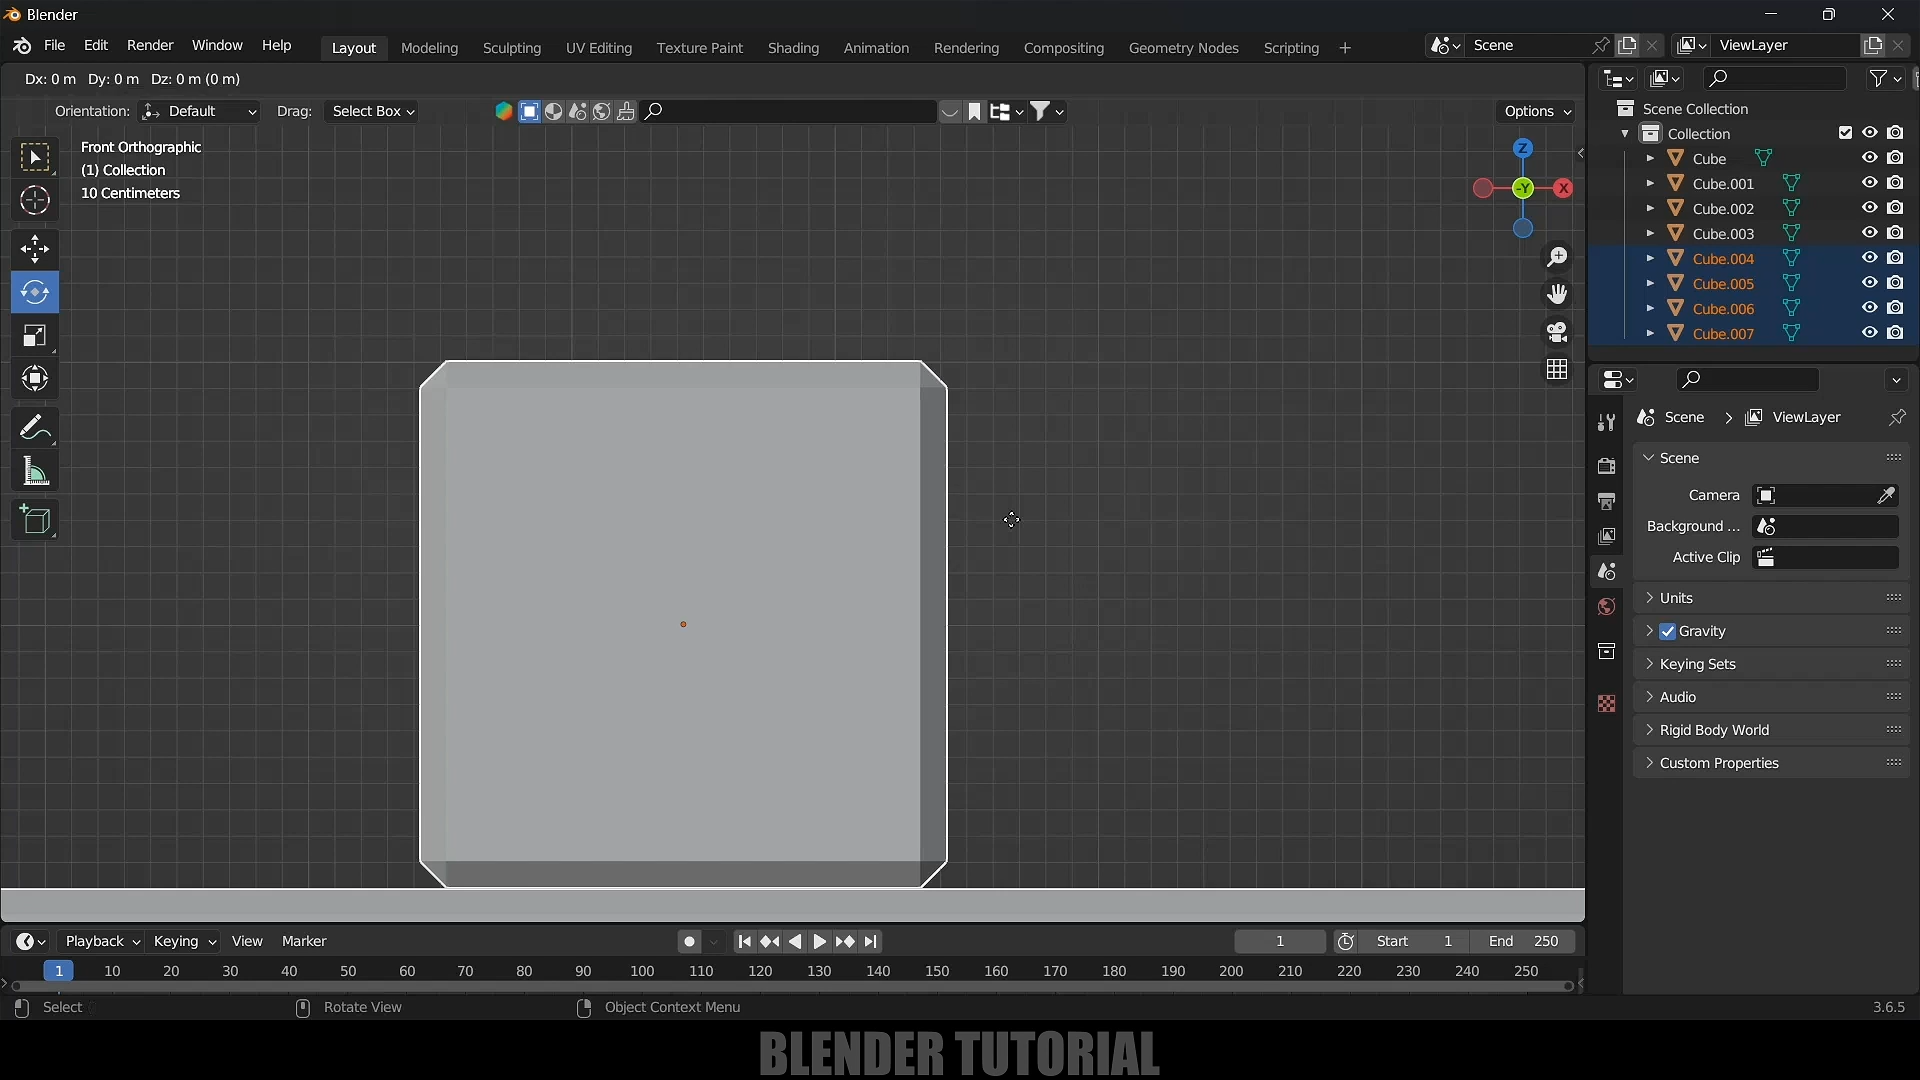 Blender
File Edit Render Window Help Layout Modeling Sculpting UV Editing Texture Paint Shading Animation Rendering Compositing Geometry Nodes Scripting + Scene ViewLayer
Dx: 0 m Dy: 0 m Dz: 0 m (0 m)
Orientation: Default Drag: Select Box Options
Front Orthographic
(1) Collection
10 Centimeters
Z
-Y
X
Scene Collection
Collection
Cube
Cube.001
Cube.002
Cube.003
Cube.004
Cube.005
Cube.006
Cube.007
Scene > ViewLayer
Scene
Camera
Background ...
Active Clip
Units
Gravity
Keying Sets
Audio
Rigid Body World
Custom Properties
Playback Keying View Marker 1 Start 1 End 250
1 10 20 30 40 50 60 70 80 90 100 110 120 130 140 150 160 170 180 190 200 210 220 230 240 250
Select Rotate View Object Context Menu 3.6.5
BLENDER TUTORIAL